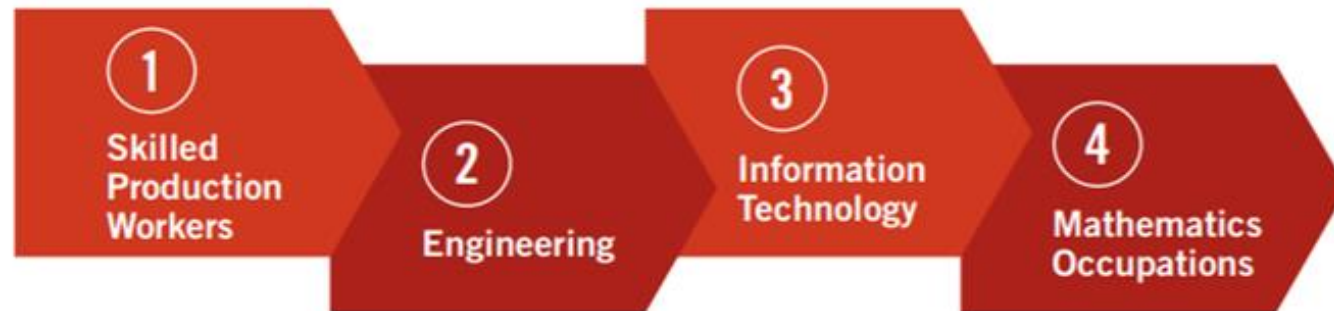 1
Skilled
Production
Workers
2
Engineering
3
Information
Technology
4
Mathematics
Occupations